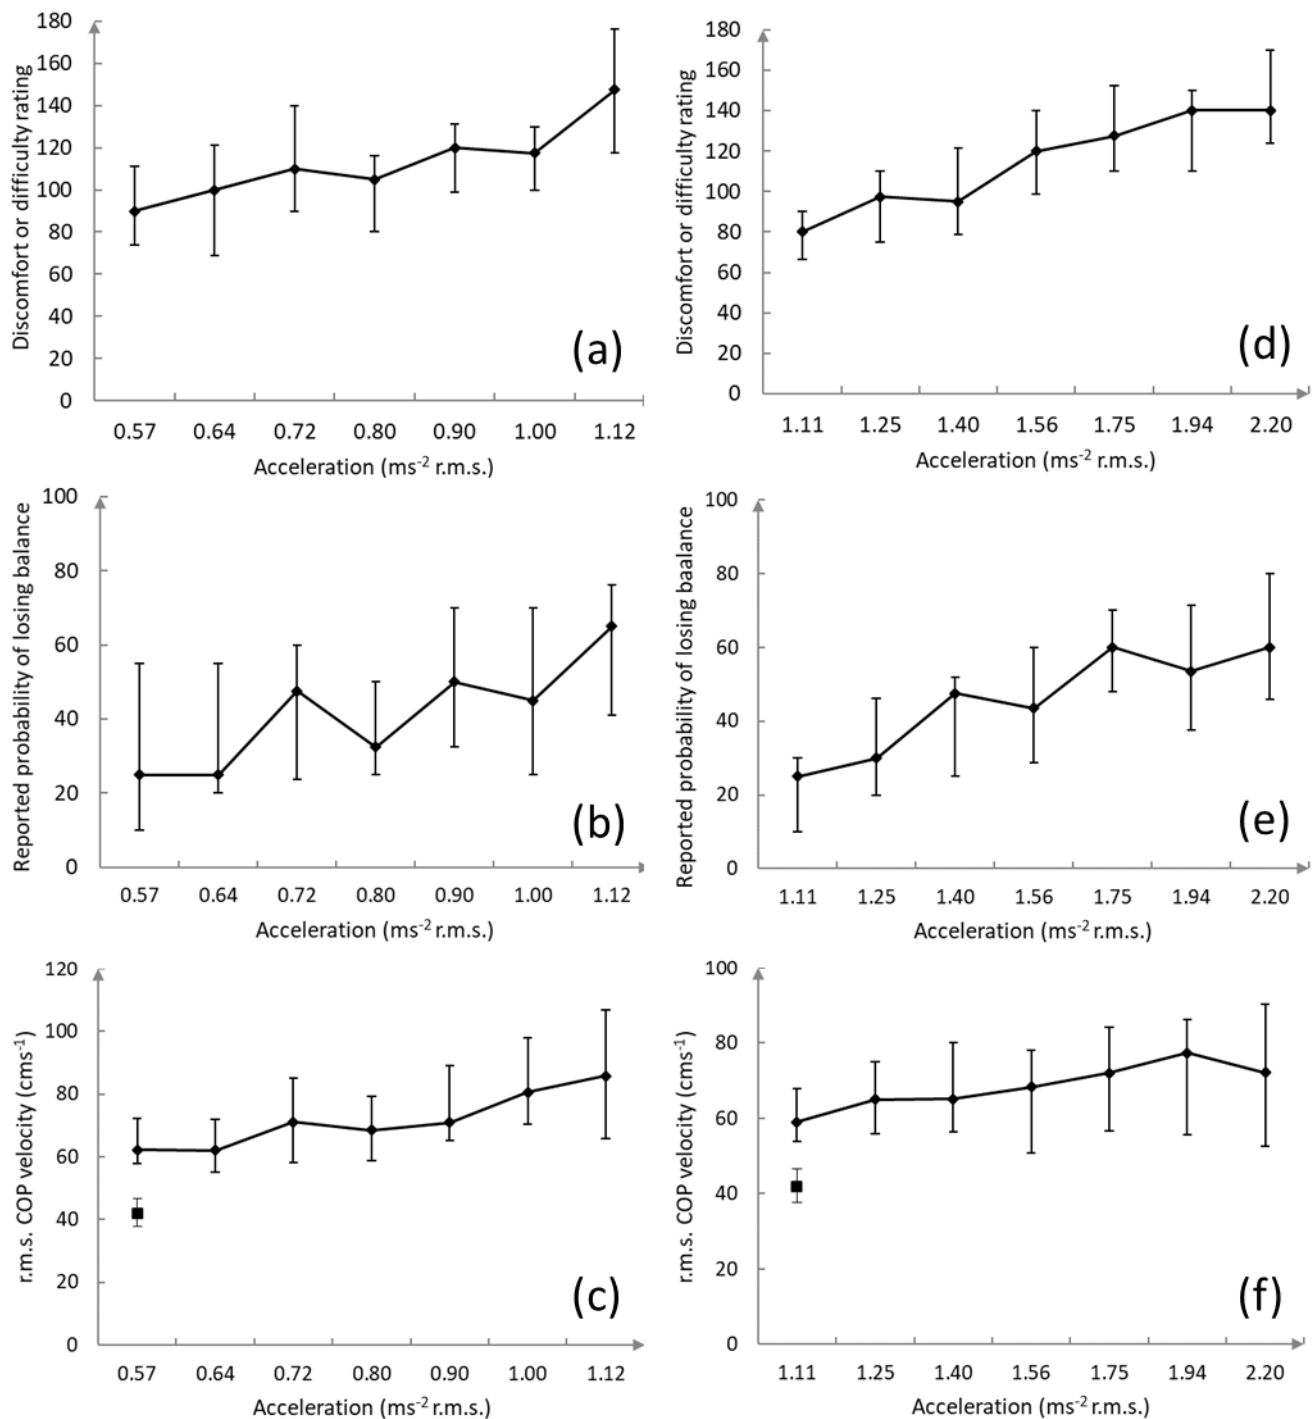 180
160
140
120
100
80
60
40
20
0
Discomfort or difficulty rating
(a)
0.57 0.64 0.72 0.80 0.90 1.00 1.12
Acceleration (ms⁻² r.m.s.)
180
160
140
120
100
80
60
40
20
0
Discomfort or difficulty rating
(d)
1.11 1.25 1.40 1.56 1.75 1.94 2.20
Acceleration (ms⁻² r.m.s.)
100
80
60
40
20
0
Reported probability of losing balance
(b)
0.57 0.64 0.72 0.80 0.90 1.00 1.12
Acceleration (ms⁻² r.m.s.)
100
80
60
40
20
0
Reported probability of losing baalance
(e)
1.11 1.25 1.40 1.56 1.75 1.94 2.20
Acceleration (ms⁻² r.m.s.)
120
100
80
60
40
20
0
r.m.s. COP velocity (cms⁻¹)
(c)
0.57 0.64 0.72 0.80 0.90 1.00 1.12
Acceleration (ms⁻² r.m.s.)
100
80
60
40
20
0
r.m.s. COP velocity (cms⁻¹)
(f)
1.11 1.25 1.40 1.56 1.75 1.94 2.20
Acceleration (ms⁻² r.m.s.)